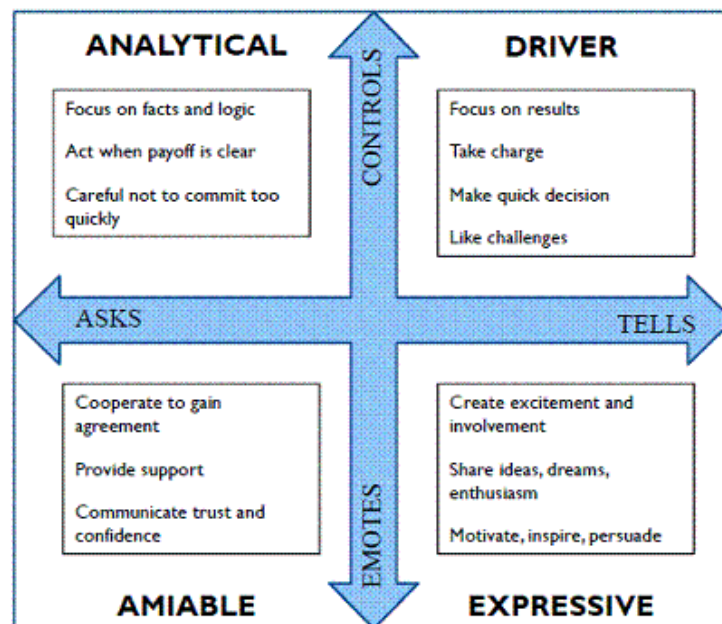 ANALYTICAL
DRIVER
Focus on facts and logic
Act when payoff is clear
Careful not to commit too
quickly
CONTROLS
Focus on results
Take charge
Make quick decision
Like challenges
ASKS
TELLS
Cooperate to gain
agreement
Provide support
Communicate trust and
confidence
EMOTES
Create excitement and
involvement
Share ideas, dreams,
enthusiasm
Motivate, inspire, persuade
AMIABLE
EXPRESSIVE